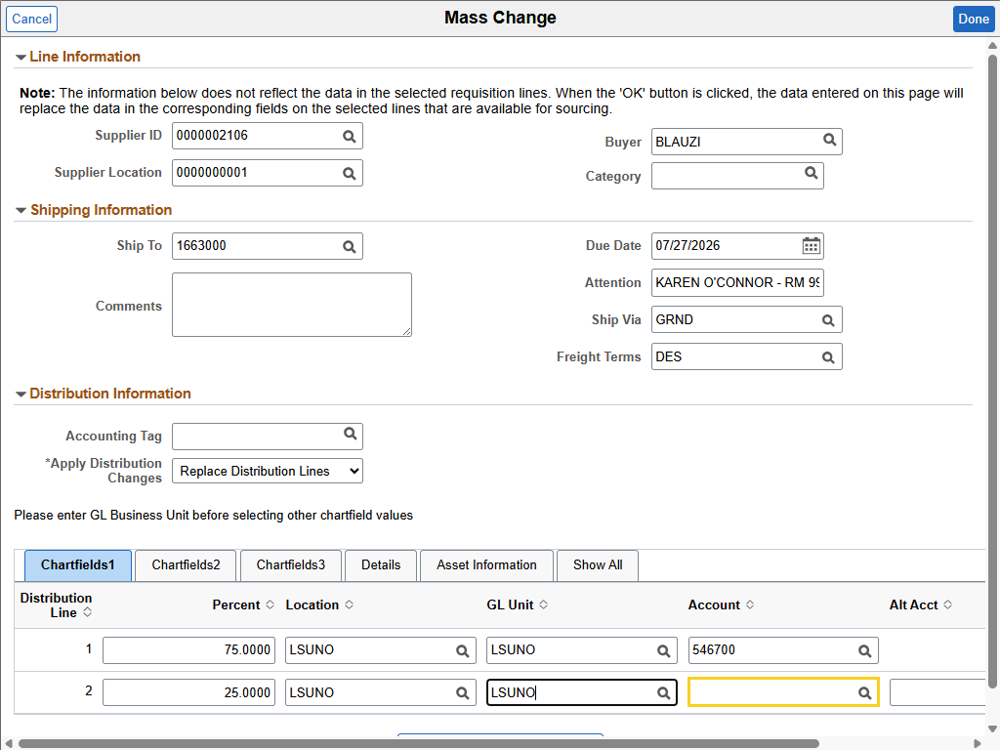 Cancel
Mass Change
Done
Line Information
Note: The information below does not reflect the data in the selected requisition lines. When the 'OK' button is clicked, the data entered on this page will
replace the data in the corresponding fields on the selected lines that are available for sourcing.
Supplier ID 0000002106
Buyer BLAUZI
Supplier Location 0000000001
Category
Shipping Information
Ship To 1663000
Due Date 07/27/2026
Attention KAREN O'CONNOR - RM 99
Comments
Ship Via GRND
Freight Terms DES
Distribution Information
Accounting Tag
*Apply Distribution
Changes
Replace Distribution Lines
Please enter GL Business Unit before selecting other chartfield values
Chartfields1 Chartfields2 Chartfields3 Details Asset Information Show All
Distribution
Line Percent Location GL Unit Account Alt Acct
1 75.0000 LSUNO LSUNO 546700
2 25.0000 LSUNO LSUNO